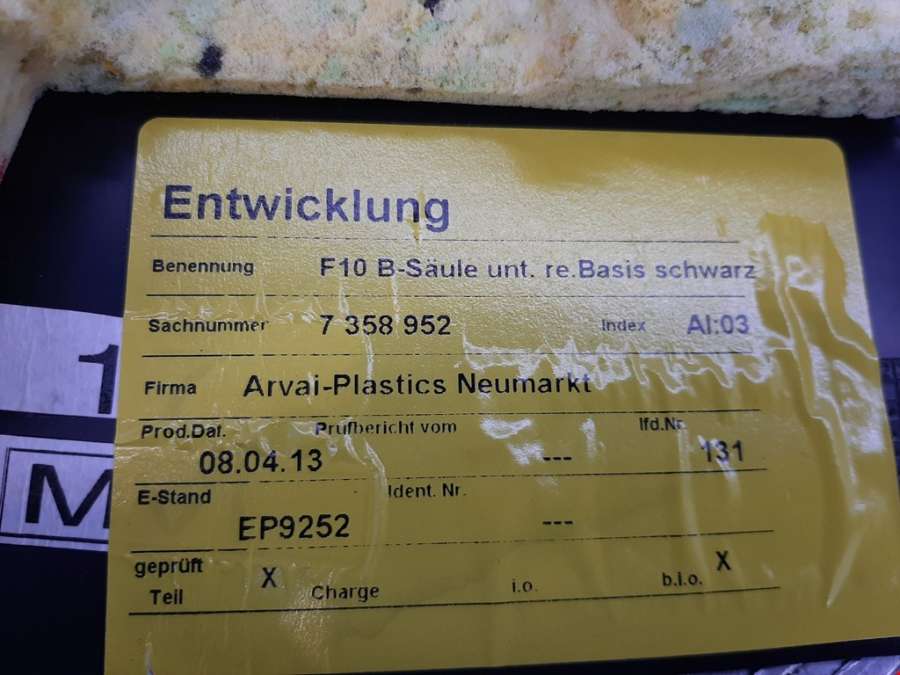 Entwicklung
Benennung F10 B-Säule unt. re.Basis schwarz
Sachnummer 7 358 952 Index AI:03
Firma Arvai-Plastics Neumarkt
Prod.Dat. Prüfbericht vom lfd.Nr.
08.04.13 --- 131
E-Stand Ident. Nr.
EP9252 ---
geprüft X
Teil Charge i.o. b.i.o. X
1
M